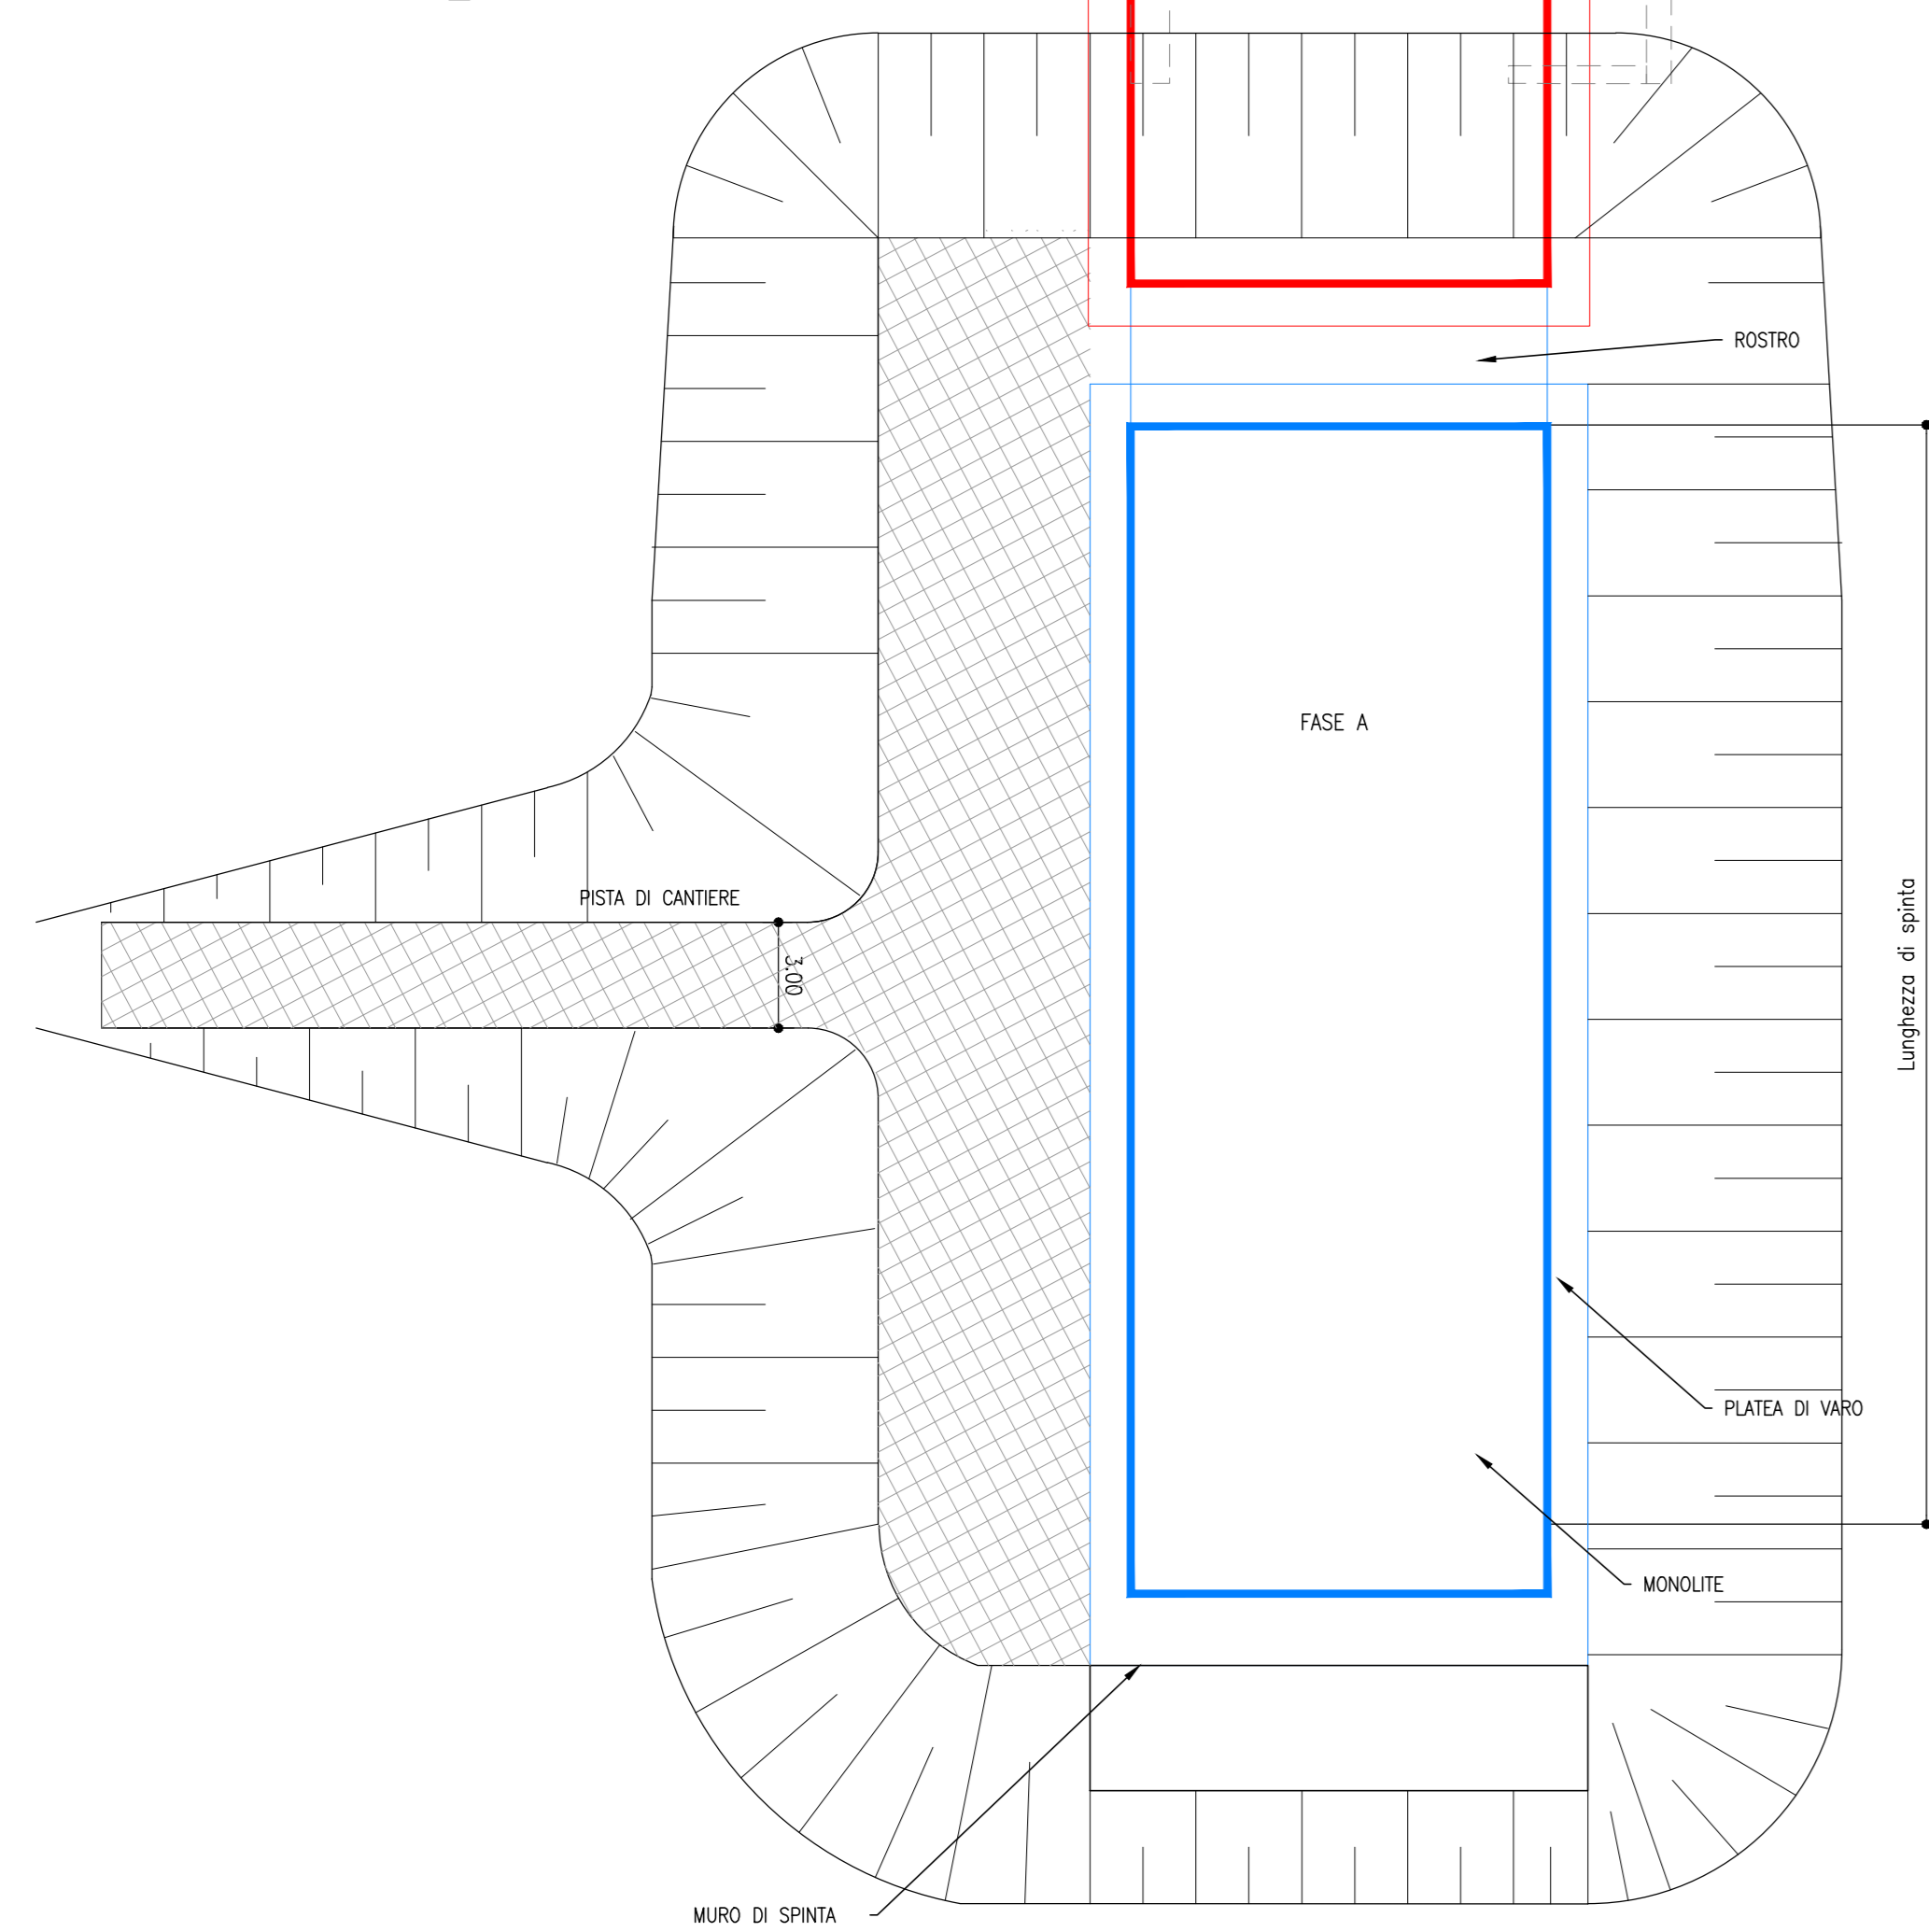 ROSTRO
FASE A
PISTA DI CANTIERE
3.00
Lunghezza di spinta
PLATEA DI VARO
MONOLITE
MURO DI SPINTA